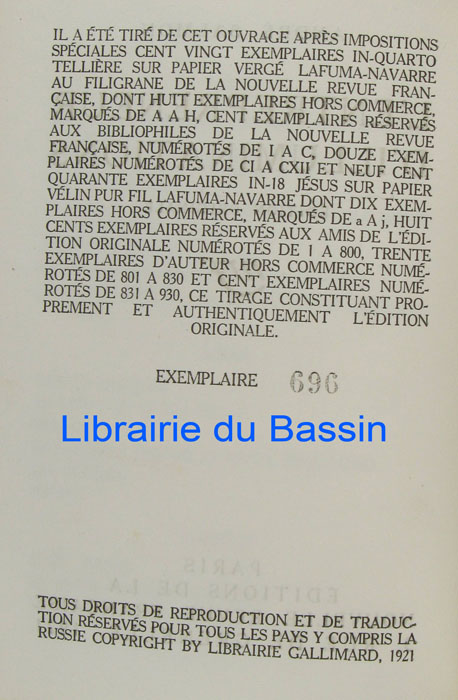 IL A ÉTÉ TIRÉ DE CET OUVRAGE APRÈS IMPOSITIONS
SPÉCIALES CENT VINGT EXEMPLAIRES IN-QUARTO
TELLIÈRE SUR PAPIER VERGÉ LAFUMA-NAVARRE
AU FILIGRANE DE LA NOUVELLE REVUE FRAN-
ÇAISE, DONT HUIT EXEMPLAIRES HORS COMMERCE,
MARQUÉS DE A A H, CENT EXEMPLAIRES RÉSERVÉS
AUX BIBLIOPHILES DE LA NOUVELLE REVUE
FRANÇAISE, NUMÉROTÉS DE I A C, DOUZE EXEM-
PLAIRES NUMÉROTÉS DE CI A CXII ET NEUF CENT
QUARANTE EXEMPLAIRES IN-18 JÉSUS SUR PAPIER
VÉLIN PUR FIL LAFUMA-NAVARRE DONT DIX EXEM-
PLAIRES HORS COMMERCE, MARQUÉS DE a A j, HUIT
CENTS EXEMPLAIRES RÉSERVÉS AUX AMIS DE L'ÉDI-
TION ORIGINALE NUMÉROTÉS DE 1 A 800, TRENTE
EXEMPLAIRES D'AUTEUR HORS COMMERCE NUMÉ-
ROTÉS DE 801 A 830 ET CENT EXEMPLAIRES NUMÉ-
ROTÉS DE 831 A 930, CE TIRAGE CONSTITUANT PRO-
PREMENT ET AUTHENTIQUEMENT L'ÉDITION
ORIGINALE.
EXEMPLAIRE 696
Librairie du Bassin
PARIS
EDITIONS DE LA
TOUS DROITS DE REPRODUCTION ET DE TRADUC-
TION RÉSERVÉS POUR TOUS LES PAYS Y COMPRIS LA
RUSSIE COPYRIGHT BY LIBRAIRIE GALLIMARD, 1921